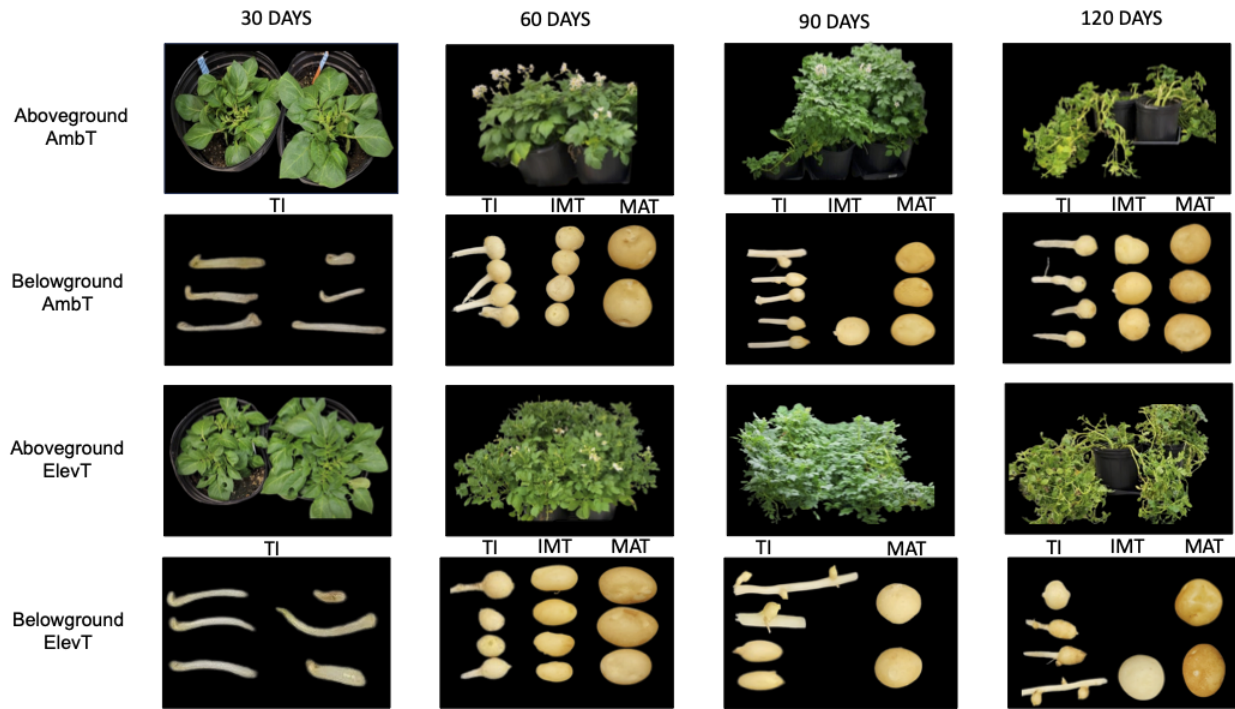 30 DAYS 60 DAYS 90 DAYS 120 DAYS
Aboveground
AmbT
TI TI IMT MAT TI IMT MAT TI IMT MAT
Belowground
AmbT
Aboveground
ElevT
TI TI IMT MAT TI MAT TI IMT MAT
Belowground
ElevT